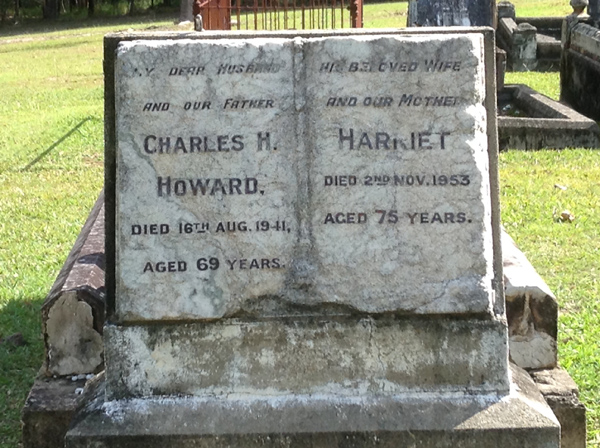 MY DEAR HUSBAND
AND OUR FATHER
CHARLES H.
HOWARD,
DIED 16TH AUG. 1941,
AGED 69 YEARS.
HIS BELOVED WIFE
AND OUR MOTHER
HARRIET
DIED 2ND NOV. 1953
AGED 75 YEARS.